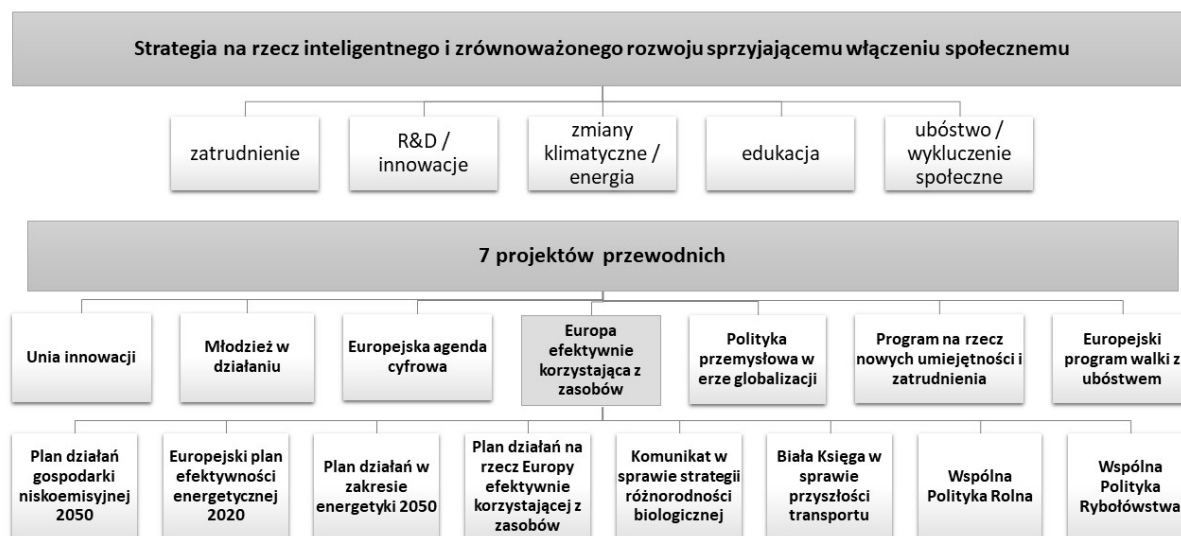 Strategia na rzecz inteligentnego i zrównoważonego rozwoju sprzyjającemu włączeniu społecznemu
zatrudnienie
R&D /
innowacje
zmiany
klimatyczne /
energia
edukacja
ubóstwo /
wykluczenie
społeczne
7 projektów przewodnich
Unia innowacji
Młodzież w
działaniu
Europejska agenda
cyfrowa
Europa
efektywnie
korzystająca z
zasobów
Polityka
przemysłowa w
erze globalizacji
Program na rzecz
nowych umiejętności i
zatrudnienia
Europejski
program walki z
ubóstwem
Plan działań
gospodarki
niskoemisyjnej
2050
Europejski plan
efektywności
energetycznej
2020
Plan działań w
zakresie
energetyki 2050
Plan działań na
rzecz Europy
efektywnie
korzystającej z
zasobów
Komunikat w
sprawie strategii
różnorodności
biologicznej
Biała Księga w
sprawie
przyszłości
transportu
Wspólna
Polityka Rolna
Wspólna
Polityka
Rybołówstwa